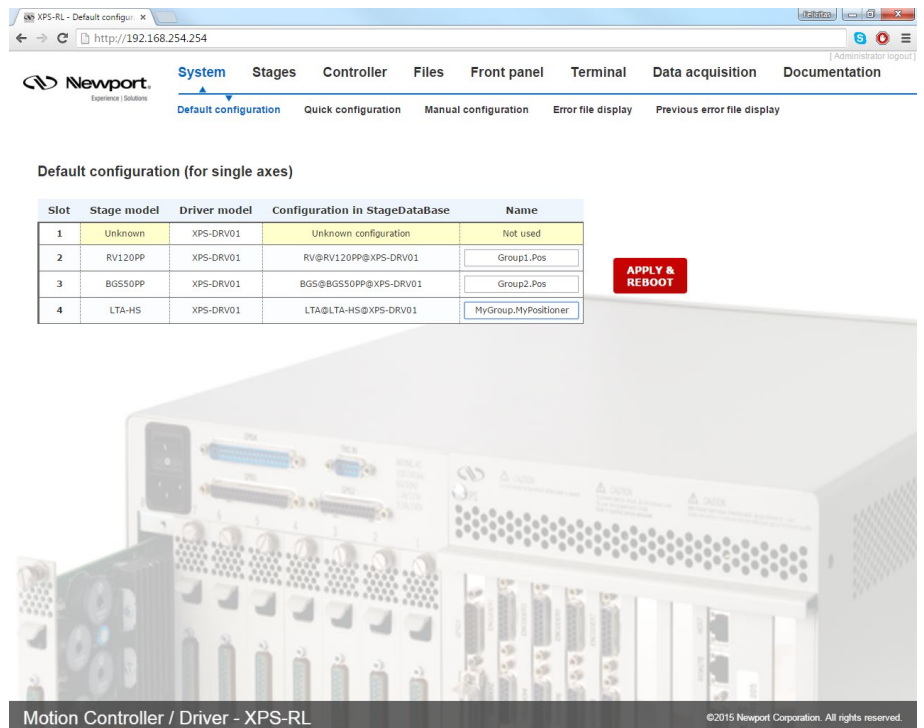 XPS-RL - Default configur
Felicitas
http://192.168.254.254
[ Administrator logout ]
Newport.
Experience | Solutions
System Stages Controller Files Front panel Terminal Data acquisition Documentation
Default configuration Quick configuration Manual configuration Error file display Previous error file display
Default configuration (for single axes)
Slot Stage model Driver model Configuration in StageDataBase Name
1 Unknown XPS-DRV01 Unknown configuration Not used
2 RV120PP XPS-DRV01 RV@RV120PP@XPS-DRV01 Group1.Pos
3 BGS50PP XPS-DRV01 BGS@BGS50PP@XPS-DRV01 Group2.Pos
4 LTA-HS XPS-DRV01 LTA@LTA-HS@XPS-DRV01 MyGroup.MyPositioner
APPLY &
REBOOT
CAUTION
CAUTION
CAUTION
Motion Controller / Driver - XPS-RL
©2015 Newport Corporation. All rights reserved.